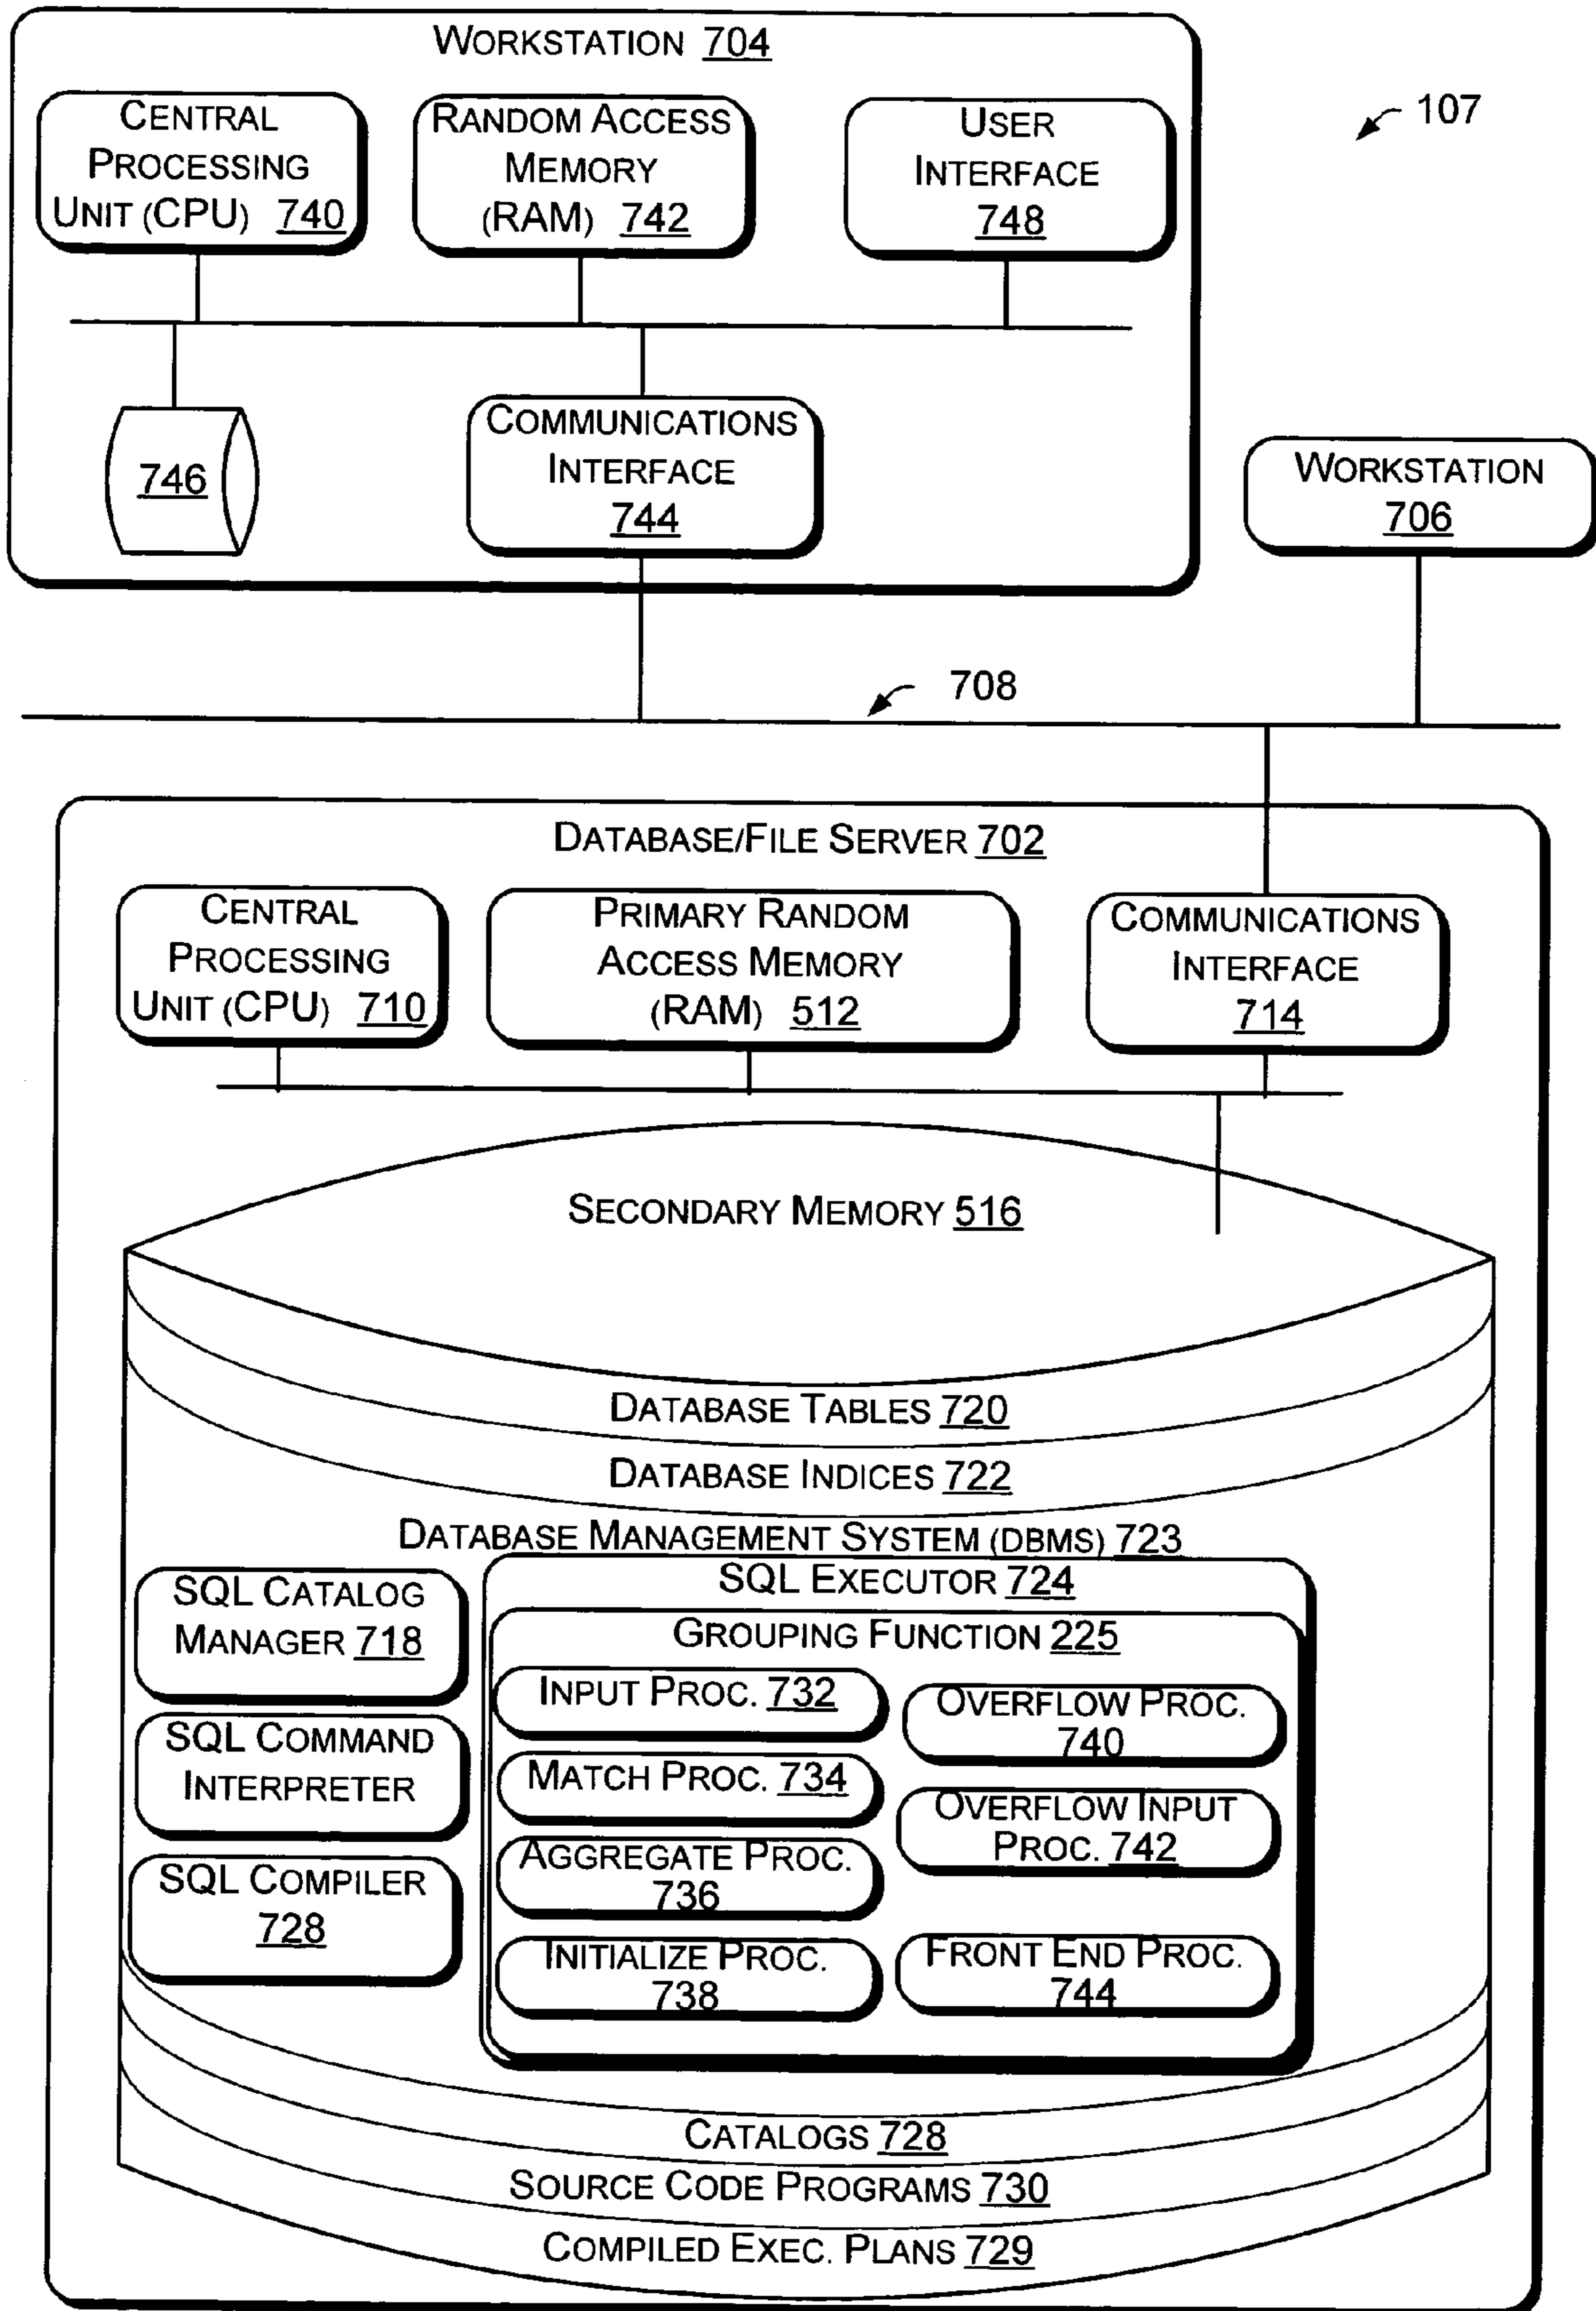 WORKSTATION 704
CENTRAL
PROCESSING
UNIT (CPU) 740
RANDOM ACCESS
MEMORY
(RAM) 742
USER
INTERFACE
748
107
746
COMMUNICATIONS
INTERFACE
744
WORKSTATION
706
708
DATABASE/FILE SERVER 702
CENTRAL
PROCESSING
UNIT (CPU) 710
PRIMARY RANDOM
ACCESS MEMORY
(RAM) 512
COMMUNICATIONS
INTERFACE
714
SECONDARY MEMORY 516
DATABASE TABLES 720
DATABASE INDICES 722
DATABASE MANAGEMENT SYSTEM (DBMS) 723
SQL CATALOG
MANAGER 718
SQL COMMAND
INTERPRETER
SQL COMPILER
728
SQL EXECUTOR 724
GROUPING FUNCTION 225
INPUT PROC. 732
MATCH PROC. 734
AGGREGATE PROC.
736
INITIALIZE PROC.
738
OVERFLOW PROC.
740
OVERFLOW INPUT
PROC. 742
FRONT END PROC.
744
CATALOGS 728
SOURCE CODE PROGRAMS 730
COMPILED EXEC. PLANS 729